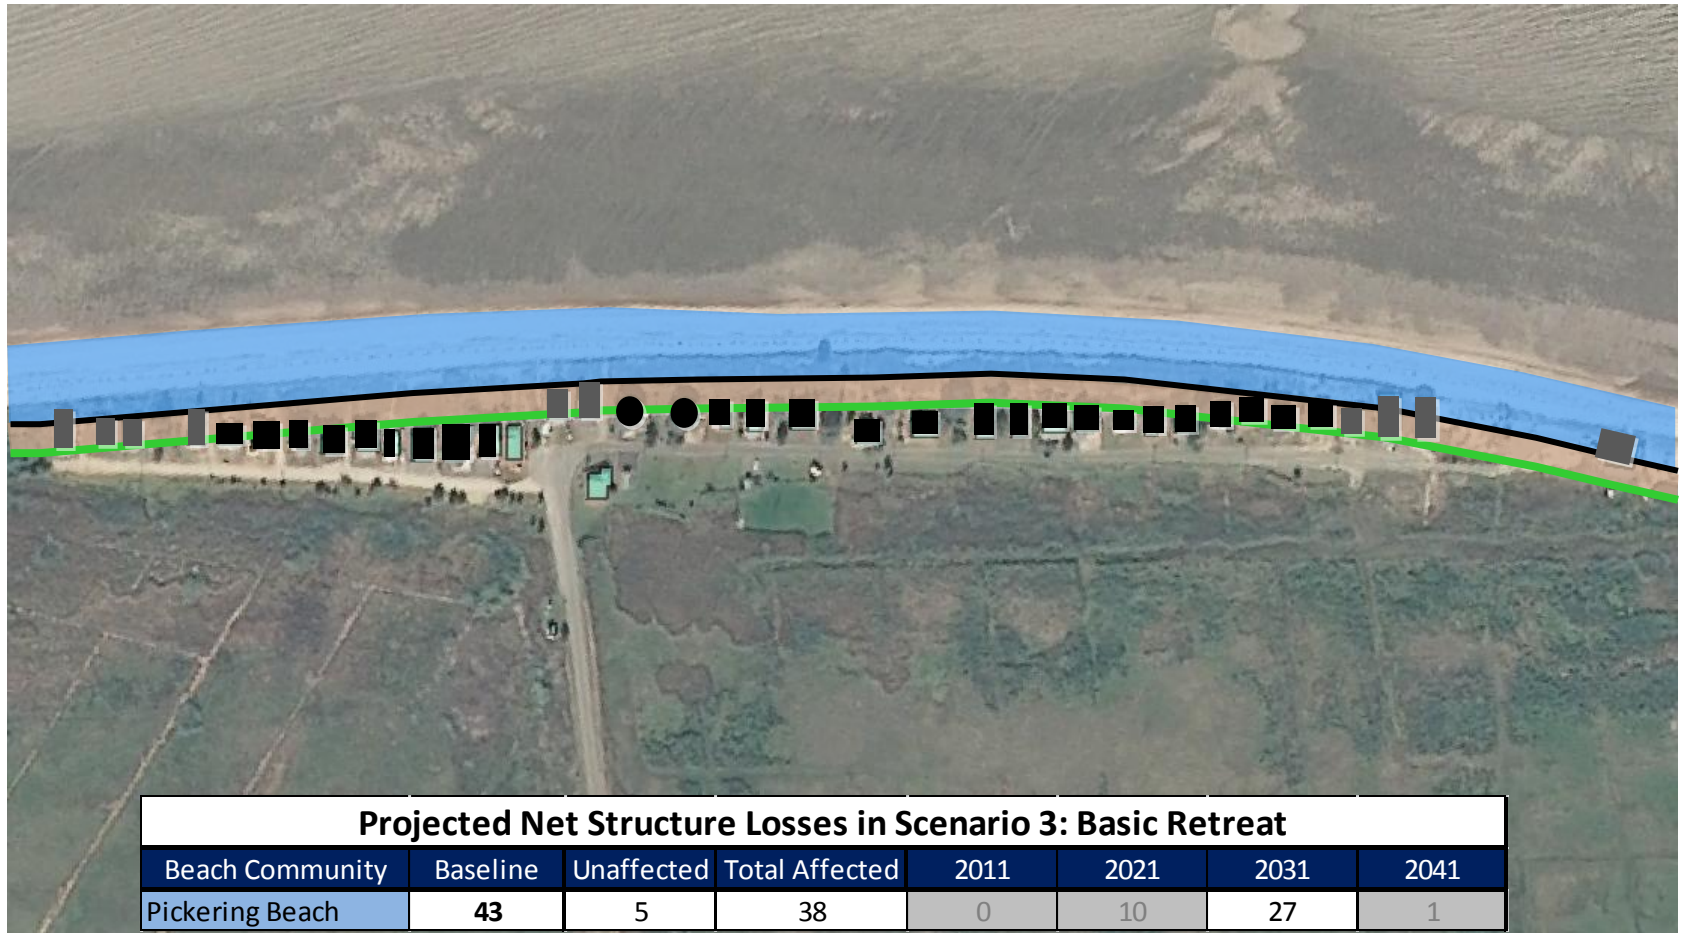 Projected Net Structure Losses in Scenario 3: Basic Retreat
Beach Community Baseline Unaffected Total Affected 2011 2021 2031 2041
Pickering Beach 43 5 38 0 10 27 1